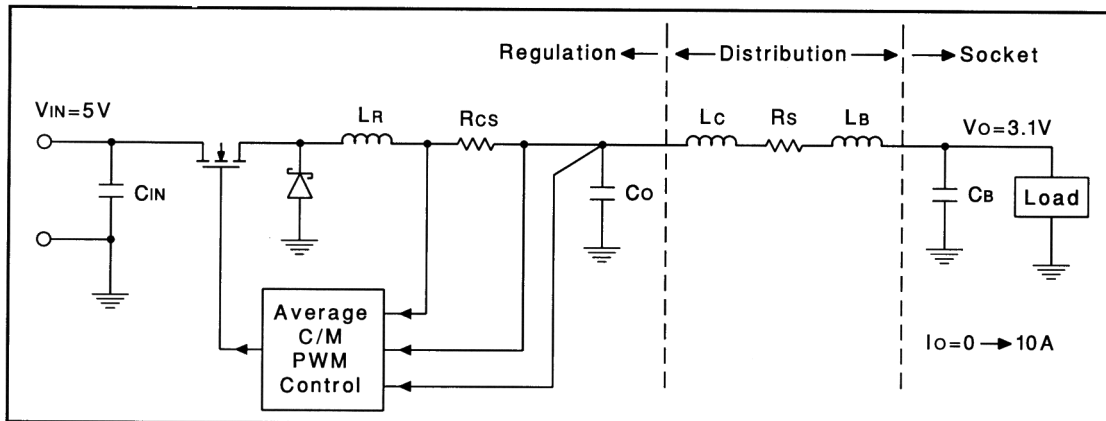 Regulation Distribution Socket
VIN=5V LR RCS LC RS LB VO=3.1V
CIN CO CB Load
Average
C/M
PWM
Control
IO=0 → 10A